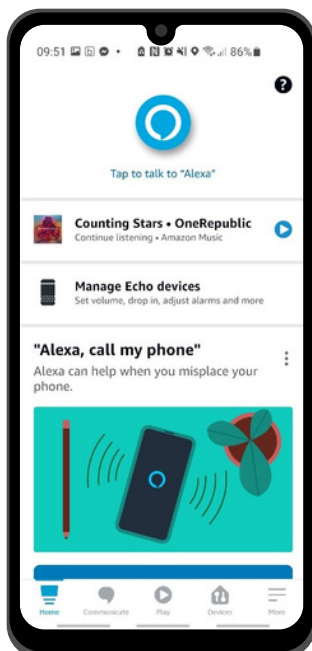 09:51 86%
?
Tap to talk to "Alexa"
Counting Stars • OneRepublic
Continue listening • Amazon Music
Manage Echo devices
Set volume, drop in, adjust alarms and more
"Alexa, call my phone"
Alexa can help when you misplace your
phone.
Home Communicate Play Devices More